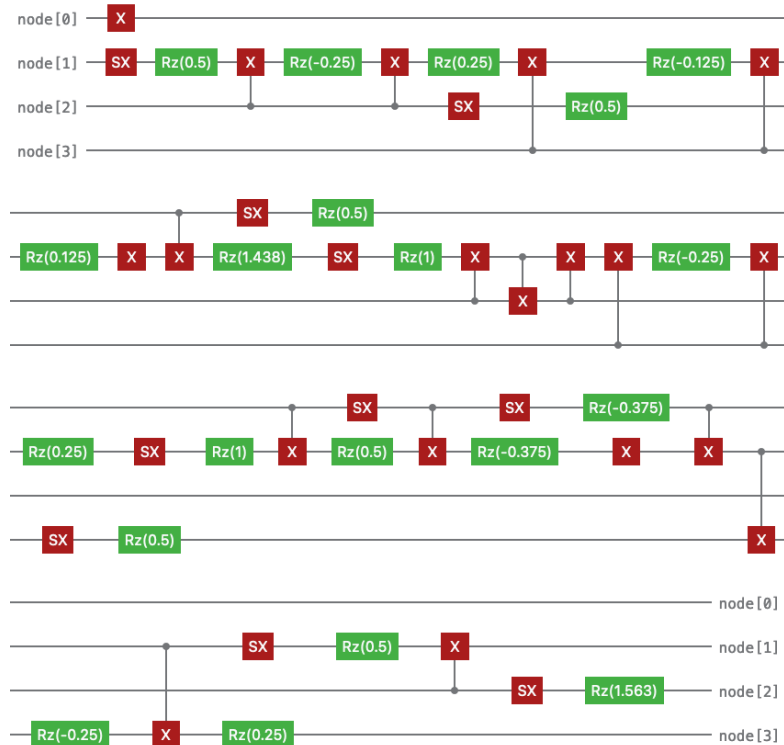 node[0] X
node[1] SX Rz(0.5) X Rz(-0.25) X Rz(0.25) X Rz(-0.125) X
node[2] SX Rz(0.5)
node[3]
SX Rz(0.5)
Rz(0.125) X X Rz(1.438) SX Rz(1) X X X Rz(-0.25) X
X
SX SX Rz(-0.375)
Rz(0.25) SX Rz(1) X Rz(0.5) X Rz(-0.375) X X
SX Rz(0.5) X
node[0]
SX Rz(0.5) X node[1]
SX Rz(1.563) node[2]
Rz(-0.25) X Rz(0.25) node[3]